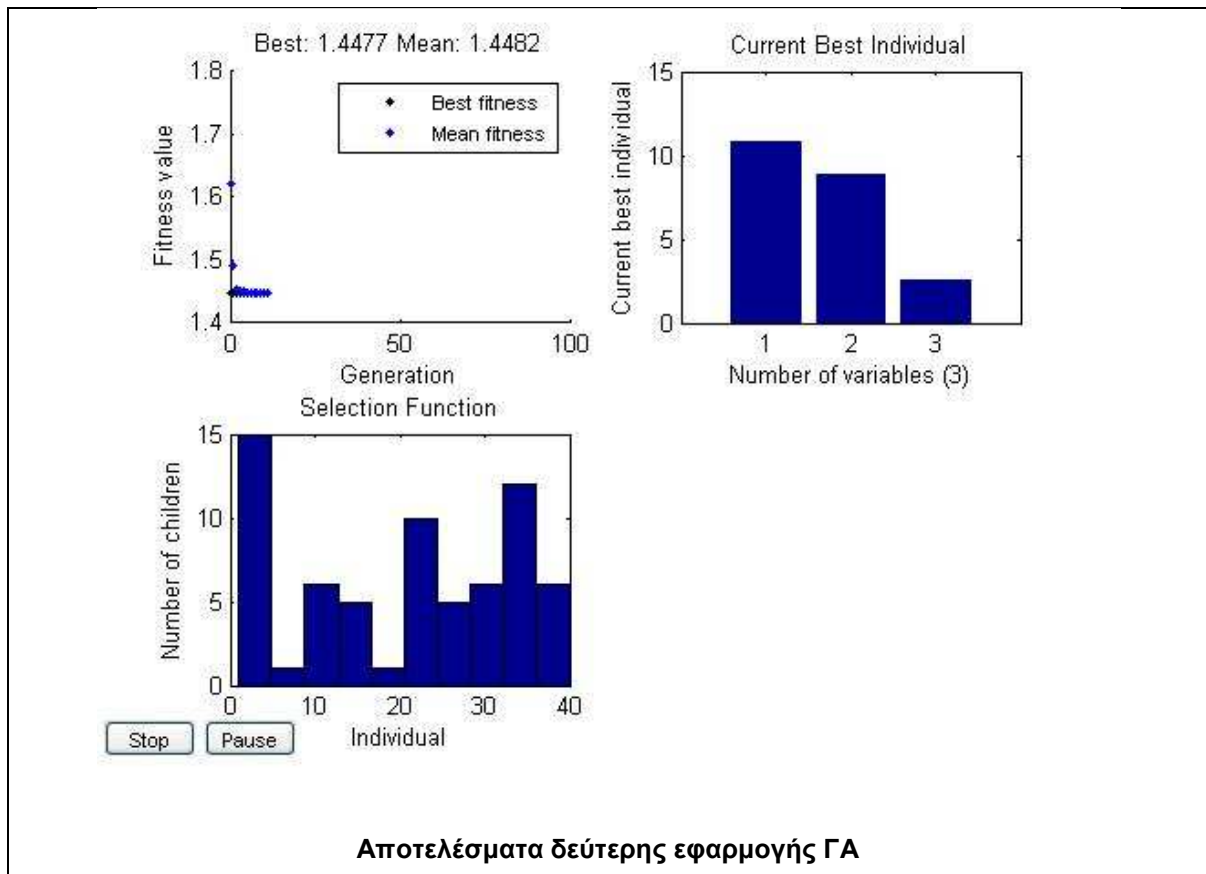 Best: 1.4477 Mean: 1.4482
1.8
1.7
1.6
1.5
1.4
Fitness value
Best fitness
Mean fitness
0 50 100
Generation
Current Best Individual
15
10
5
0
Current best individual
1 2 3
Number of variables (3)
Selection Function
15
10
5
0
Number of children
0 10 20 30 40
Individual
Stop Pause
Αποτελέσματα δεύτερης εφαρμογής ΓΑ